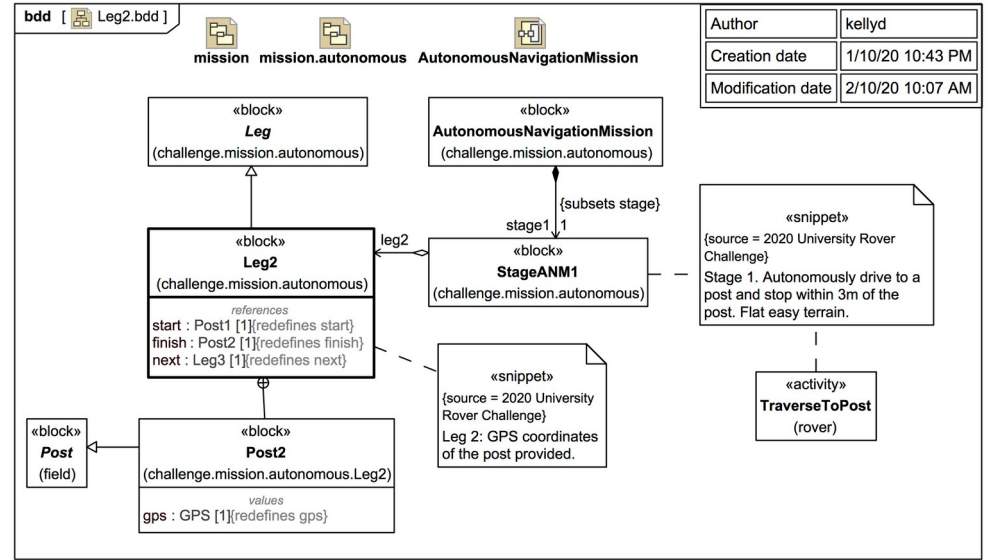 bdd [ Leg2.bdd ]
mission
mission.autonomous
AutonomousNavigationMission
Author kellyd
Creation date 1/10/20 10:43 PM
Modification date 2/10/20 10:07 AM
«block»
Leg
(challenge.mission.autonomous)
«block»
AutonomousNavigationMission
(challenge.mission.autonomous)
{subsets stage}
stage1 1
«block»
StageANM1
(challenge.mission.autonomous)
leg2
«snippet»
{source = 2020 University Rover
Challenge}
Stage 1. Autonomously drive to a
post and stop within 3m of the
post. Flat easy terrain.
«block»
Leg2
(challenge.mission.autonomous)
references
start : Post1 [1]{redefines start}
finish : Post2 [1]{redefines finish}
next : Leg3 [1]{redefines next}
«snippet»
{source = 2020 University
Rover Challenge}
Leg 2: GPS coordinates
of the post provided.
«activity»
TraverseToPost
(rover)
«block»
Post
(field)
«block»
Post2
(challenge.mission.autonomous.Leg2)
values
gps : GPS [1]{redefines gps}